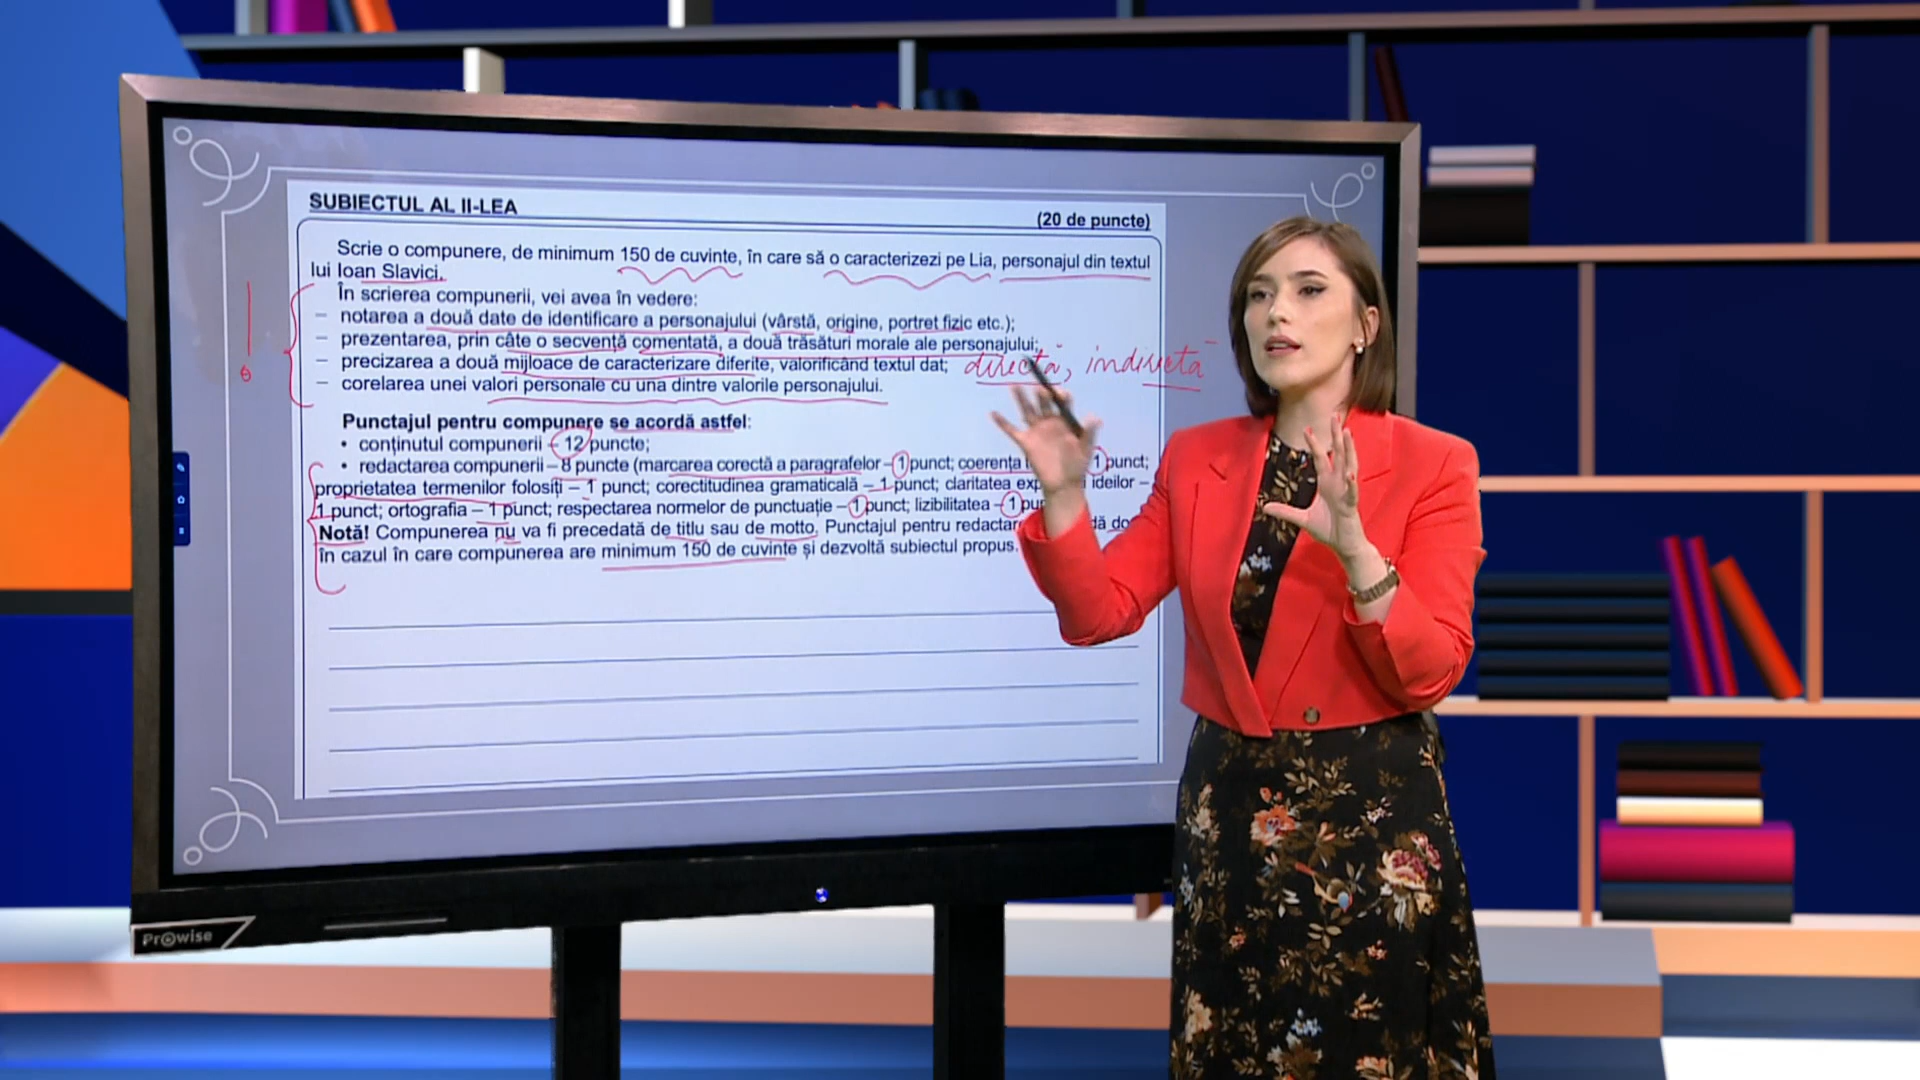 SUBIECTUL AL II-LEA
(20 de puncte)
Scrie o compunere, de minimum 150 de cuvinte, în care să o caracterizezi pe Lia, personajul din textul
lui Ioan Slavici.
În scrierea compunerii, vei avea în vedere:
– notarea a două date de identificare a personajului (vârstă, origine, portret fizic etc.);
– prezentarea, prin câte o secvență comentată, a două trăsături morale ale personajului;
– precizarea a două mijloace de caracterizare diferite, valorificând textul dat; directă, indirectă
– corelarea unei valori personale cu una dintre valorile personajului.
Punctajul pentru compunere se acordă astfel:
• conținutul compunerii – 12 puncte;
• redactarea compunerii – 8 puncte (marcarea corectă a paragrafelor – 1 punct; coerența 1 punct;
proprietatea termenilor folosiți – 1 punct; corectitudinea gramaticală – 1 punct; claritatea ideilor –
1 punct; ortografia – 1 punct; respectarea normelor de punctuație – 1 punct; lizibilitatea – 1
Notă! Compunerea nu va fi precedată de titlu sau de motto. Punctajul pentru
în cazul în care compunerea are minimum 150 de cuvinte și dezvoltă subiectul propus.
Prowise